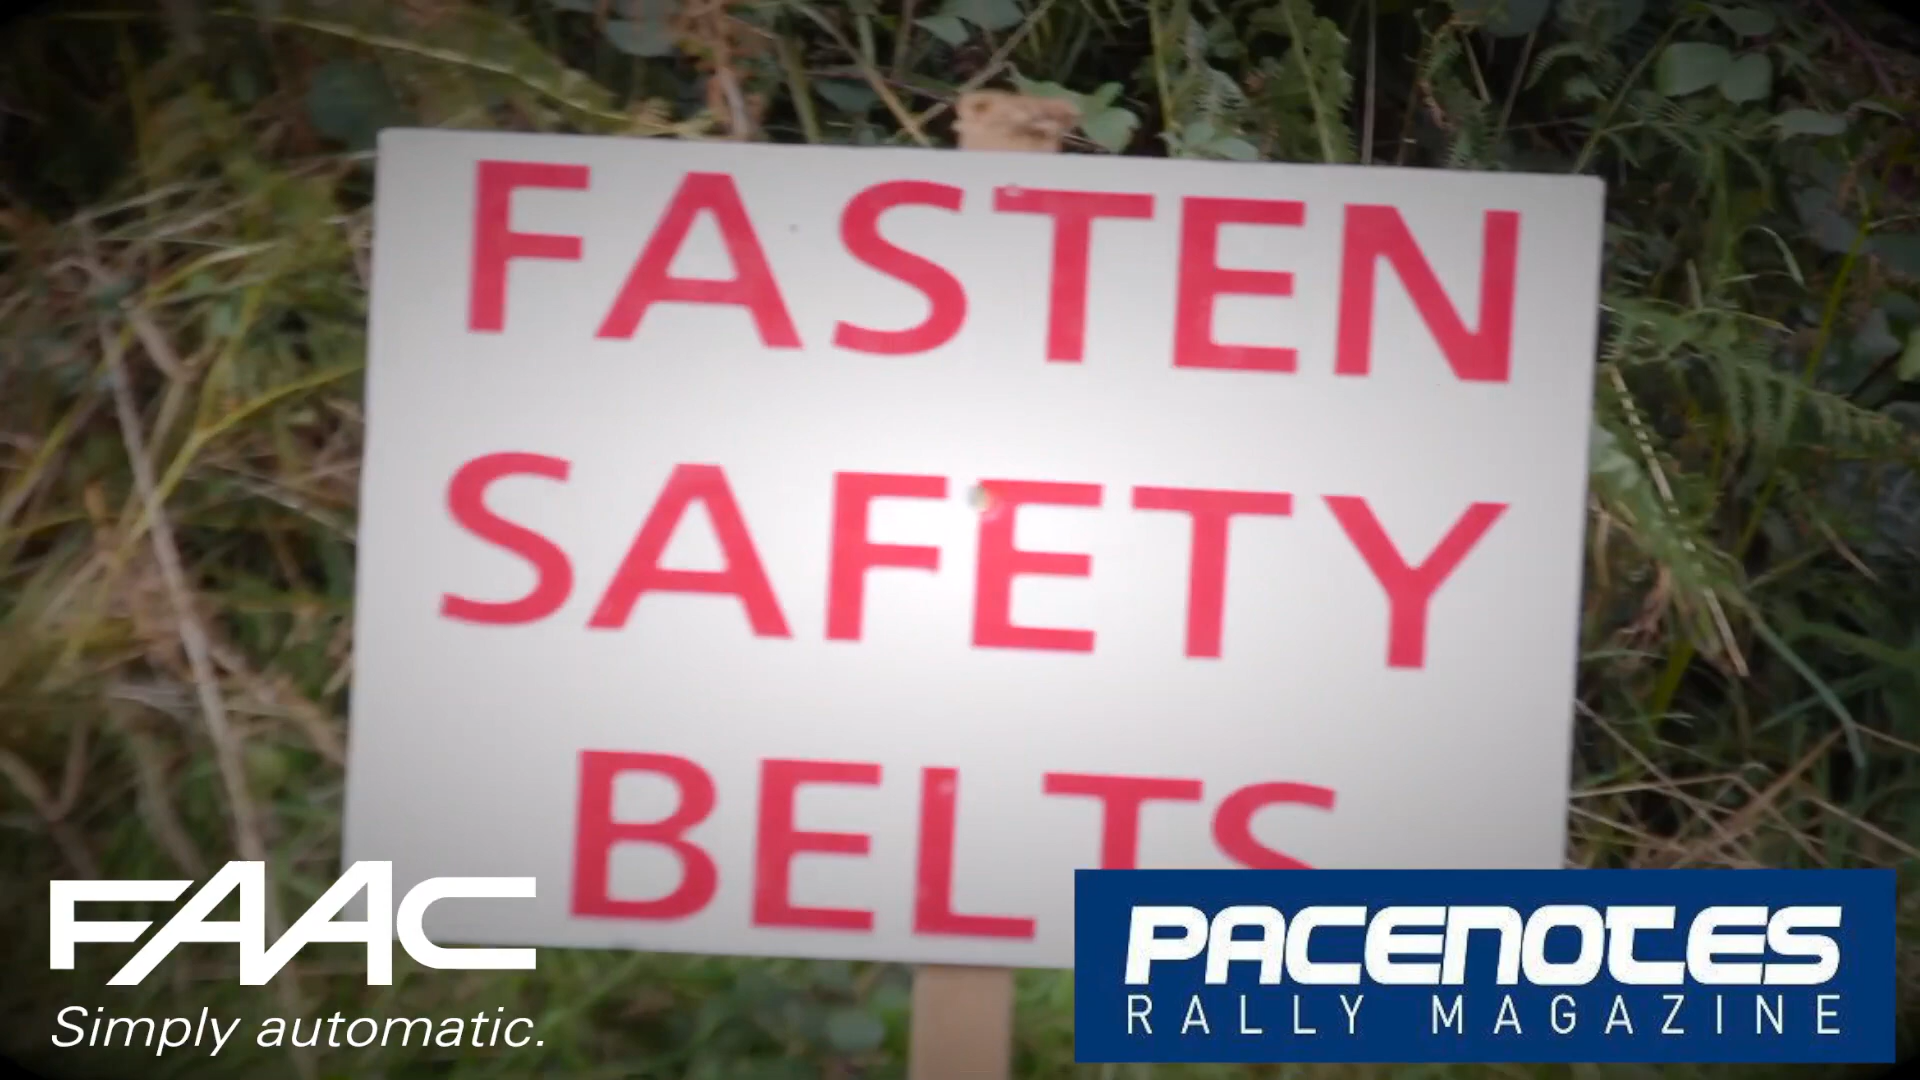 FASTEN
SAFETY
BELTS
FAAC
Simply automatic.
PACENOTES
RALLY MAGAZINE